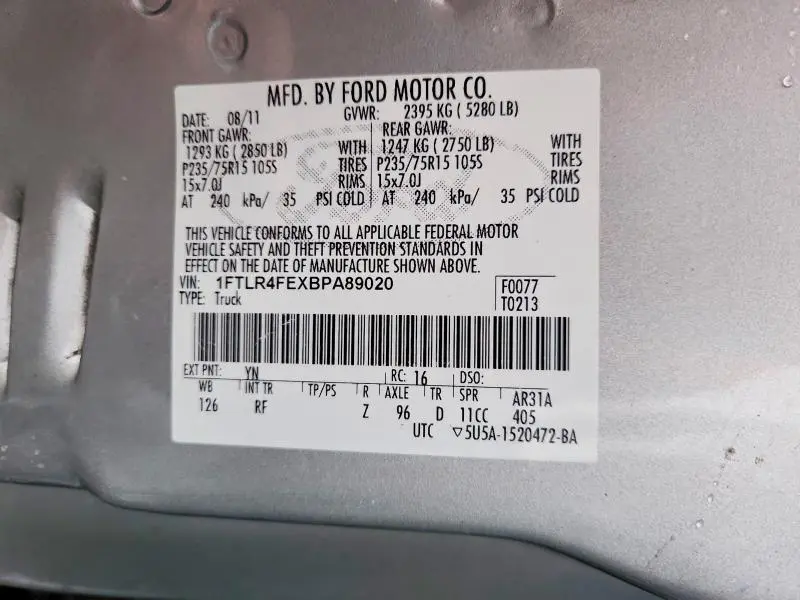 MFD. BY FORD MOTOR CO.
DATE: 08/11 GVWR: 2395 KG ( 5280 LB)
FRONT GAWR: REAR GAWR:
1293 KG ( 2850 LB) WITH 1247 KG ( 2750 LB) WITH
P235/75R15 105S TIRES P235/75R15 105S TIRES
15x7.0J RIMS 15x7.0J RIMS
AT 240 kPa/ 35 PSI COLD AT 240 kPa/ 35 PSI COLD
THIS VEHICLE CONFORMS TO ALL APPLICABLE FEDERAL MOTOR
VEHICLE SAFETY AND THEFT PREVENTION STANDARDS IN
EFFECT ON THE DATE OF MANUFACTURE SHOWN ABOVE.
VIN: 1FTLR4FEXBPA89020 F0077
TYPE: Truck T0213
EXT PNT: YN RC: 16 DSO:
WB INT TR TP/PS R AXLE TR SPR AR31A
126 RF Z 96 D 11CC 405
UTC ▽5U5A-1520472-BA